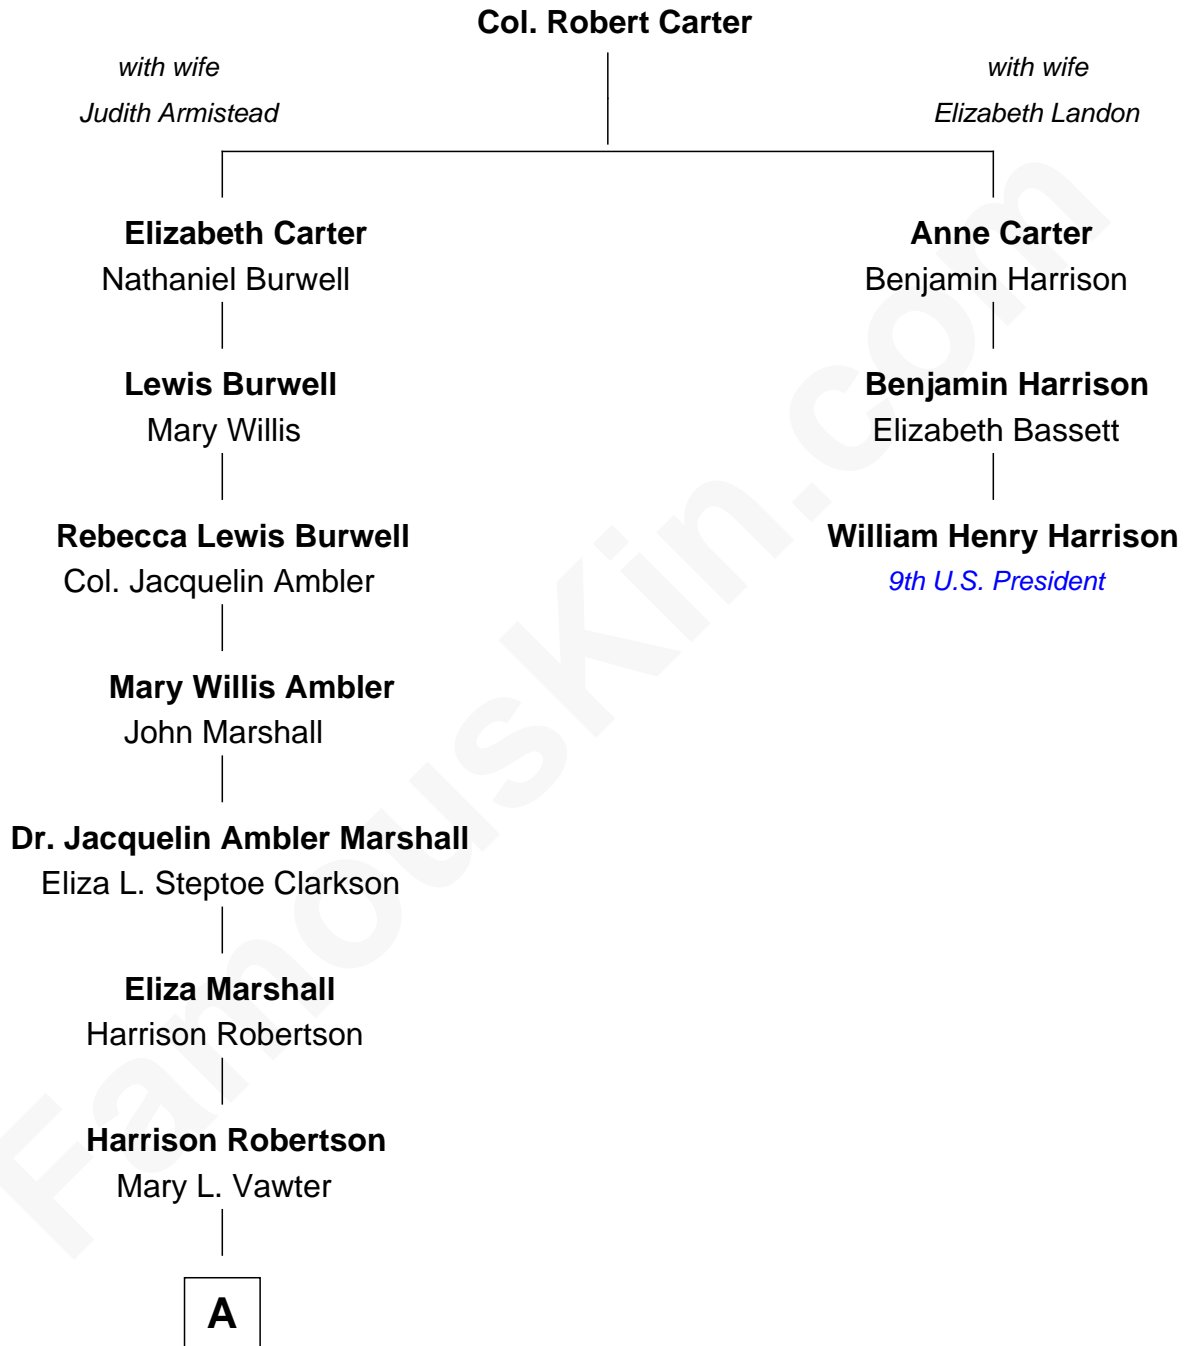 Col. Robert Carter
with wife
Judith Armistead
with wife
Elizabeth Landon
Elizabeth Carter
Nathaniel Burwell
Anne Carter
Benjamin Harrison
Lewis Burwell
Mary Willis
Benjamin Harrison
Elizabeth Bassett
Rebecca Lewis Burwell
Col. Jacquelin Ambler
William Henry Harrison
9th U.S. President
Mary Willis Ambler
John Marshall
Dr. Jacquelin Ambler Marshall
Eliza L. Steptoe Clarkson
Eliza Marshall
Harrison Robertson
Harrison Robertson
Mary L. Vawter
A
FamousKin.com